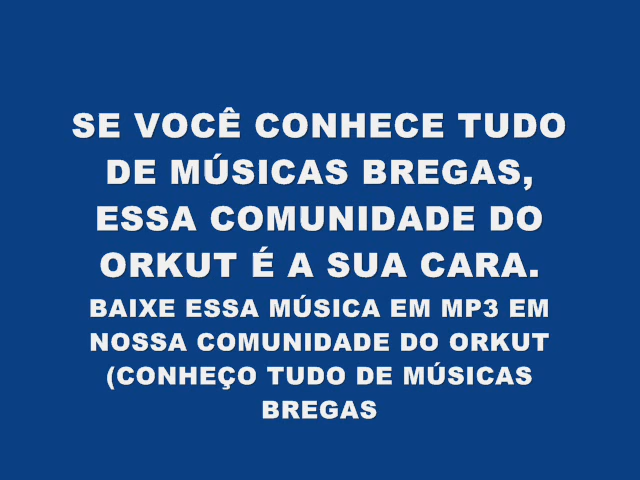 SE VOCÊ CONHECE TUDO
DE MÚSICAS BREGAS,
ESSA COMUNIDADE DO
ORKUT É A SUA CARA.
BAIXE ESSA MÚSICA EM MP3 EM
NOSSA COMUNIDADE DO ORKUT
(CONHEÇO TUDO DE MÚSICAS
BREGAS